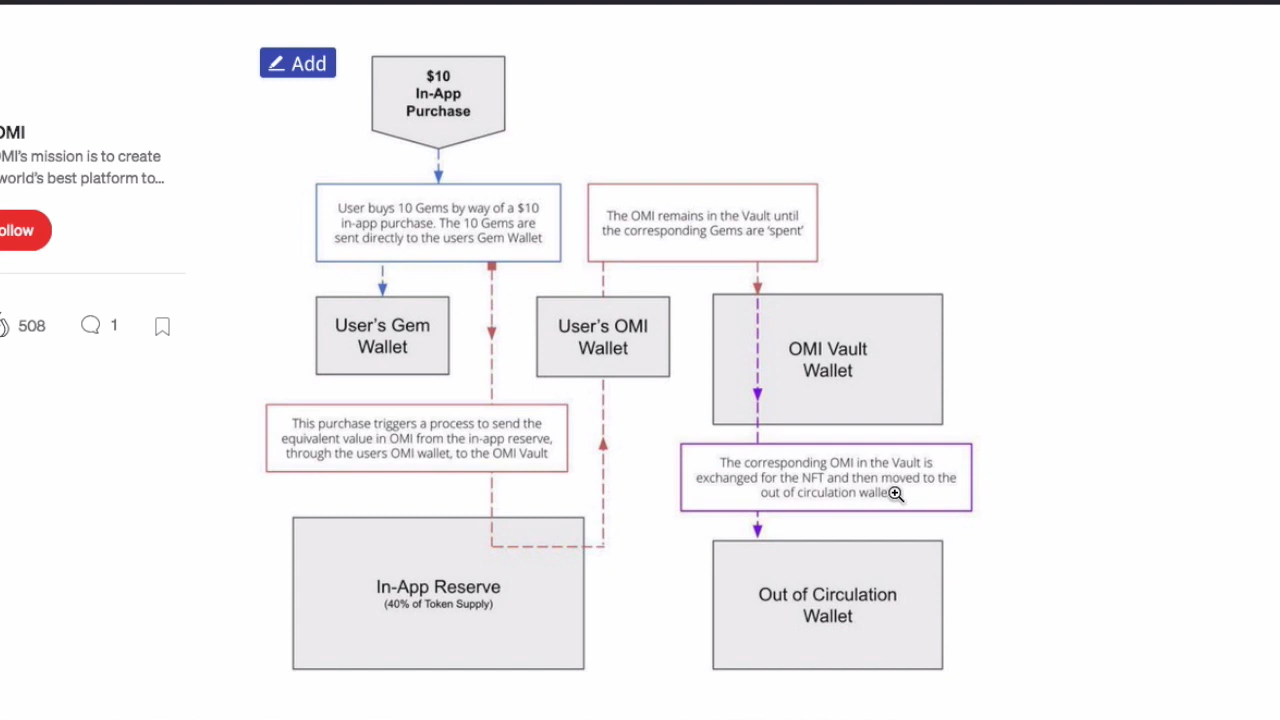 Add
$10
In-App
Purchase
OMI
OMI's mission is to create
world's best platform to...
ollow
508
1
User buys 10 Gems by way of a $10
in-app purchase. The 10 Gems are
sent directly to the users Gem Wallet
The OMI remains in the Vault until
the corresponding Gems are 'spent'
User's Gem
Wallet
User's OMI
Wallet
OMI Vault
Wallet
This purchase triggers a process to send the
equivalent value in OMI from the in-app reserve,
through the users OMI wallet, to the OMI Vault
The corresponding OMI in the Vault is
exchanged for the NFT and then moved to the
out of circulation walle
In-App Reserve
(40% of Token Supply)
Out of Circulation
Wallet